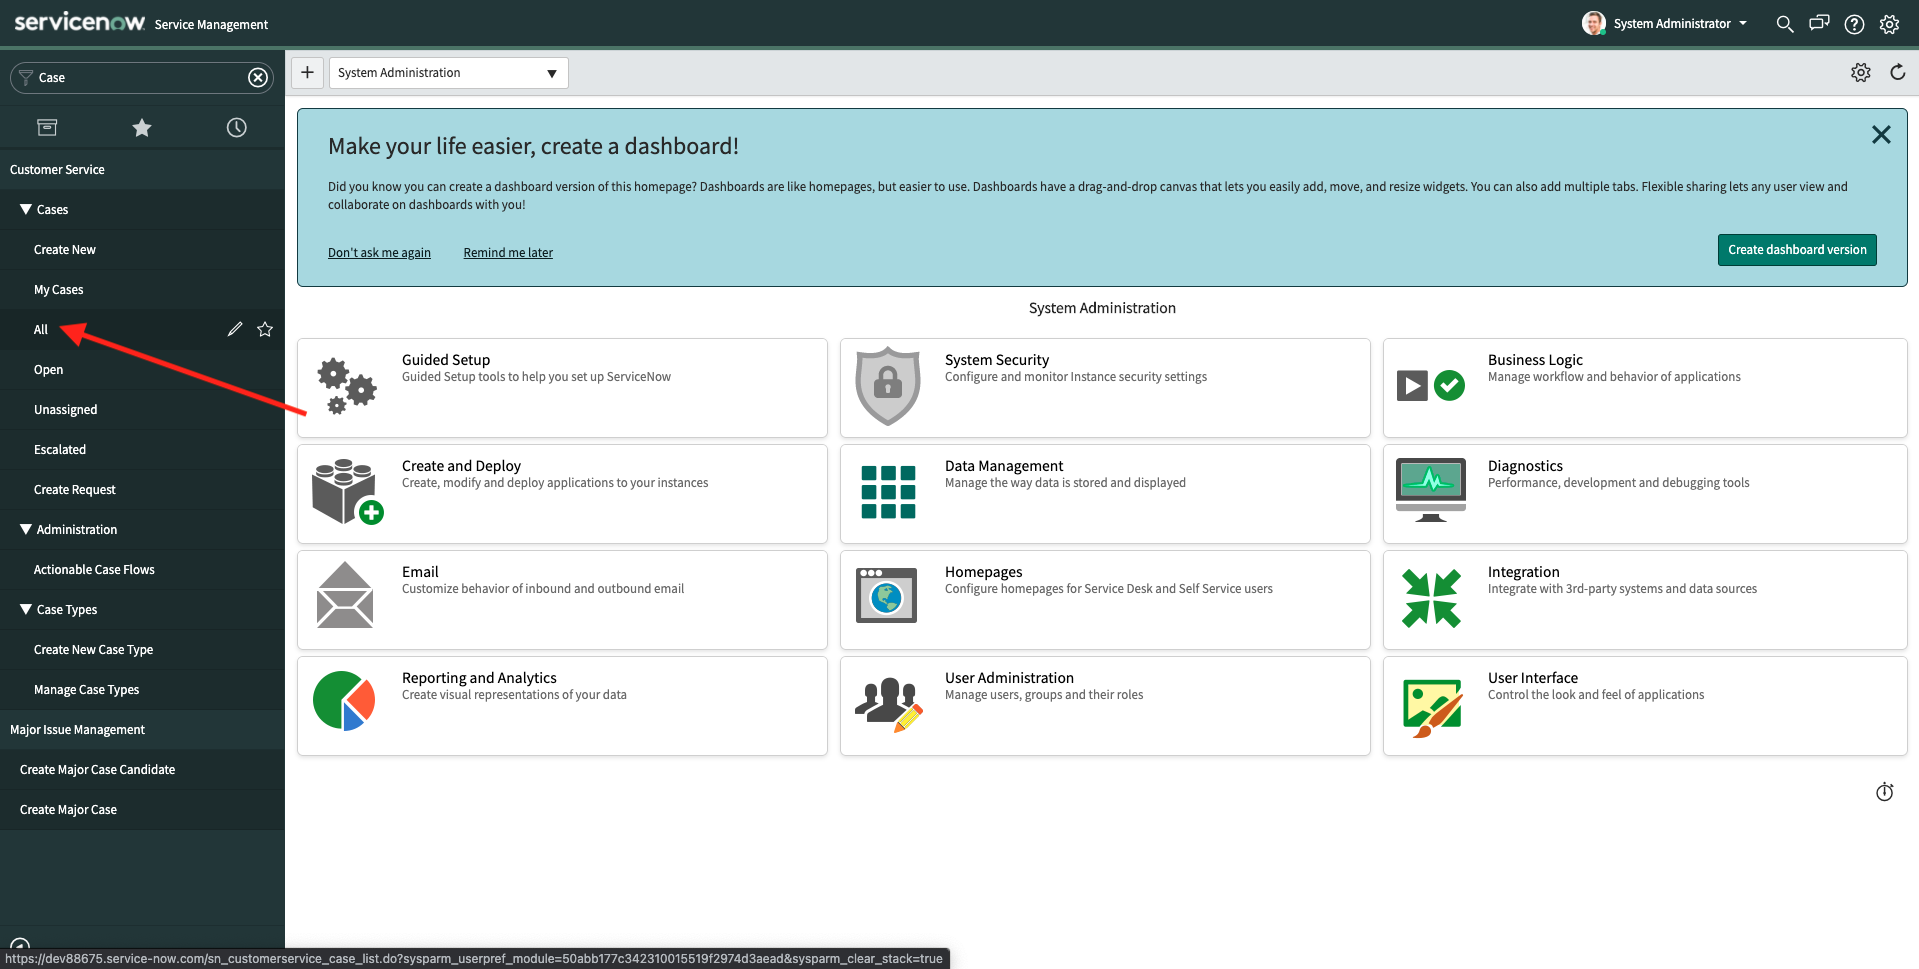 servicenow Service Management
System Administrator
Case
System Administration
Customer Service
Cases
Create New
My Cases
All
Open
Unassigned
Escalated
Create Request
Administration
Actionable Case Flows
Case Types
Create New Case Type
Manage Case Types
Major Issue Management
Create Major Case Candidate
Create Major Case
Make your life easier, create a dashboard!
Did you know you can create a dashboard version of this homepage? Dashboards are like homepages, but easier to use. Dashboards have a drag-and-drop canvas that lets you easily add, move, and resize widgets. You can also add multiple tabs. Flexible sharing lets any user view and
collaborate on dashboards with you!
Don't ask me again
Remind me later
Create dashboard version
System Administration
Guided Setup
Guided Setup tools to help you set up ServiceNow
System Security
Configure and monitor Instance security settings
Business Logic
Manage workflow and behavior of applications
Create and Deploy
Create, modify and deploy applications to your instances
Data Management
Manage the way data is stored and displayed
Diagnostics
Performance, development and debugging tools
Email
Customize behavior of inbound and outbound email
Homepages
Configure homepages for Service Desk and Self Service users
Integration
Integrate with 3rd-party systems and data sources
Reporting and Analytics
Create visual representations of your data
User Administration
Manage users, groups and their roles
User Interface
Control the look and feel of applications
https://dev88675.service-now.com/sn_customerservice_case_list.do?sysparm_userpref_module=50abb177c342310015519f2974d3aead&sysparm_clear_stack=true